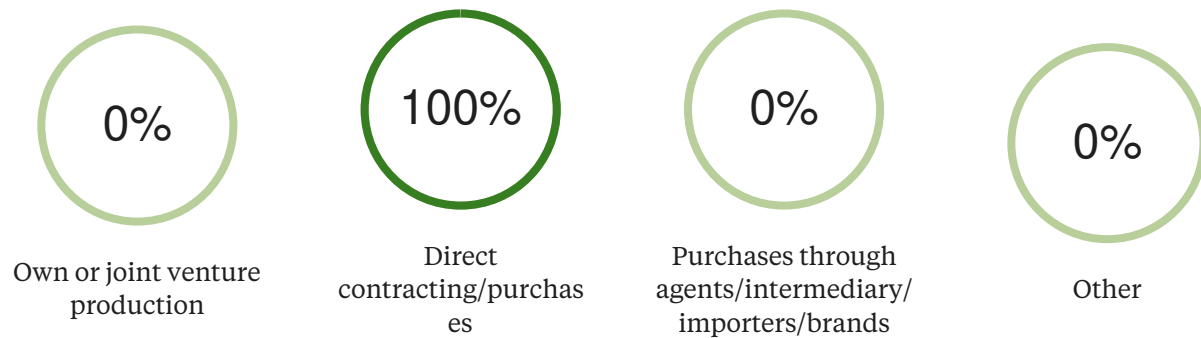 0%
Own or joint venture
production
100%
Direct
contracting/purchas
es
0%
Purchases through
agents/intermediary/
importers/brands
0%
Other